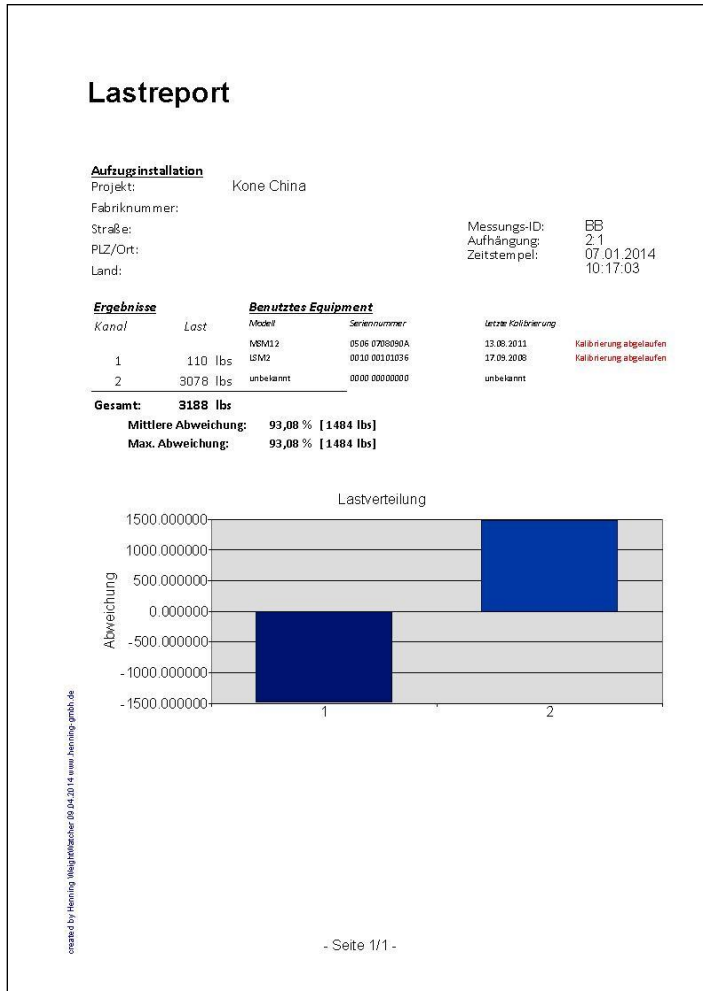 Lastreport
Aufzugsinstallation
Projekt: Kone China
Fabriknummer:
Straße:
PLZ/Ort:
Land:
Messungs-ID: BB
Aufhängung: 2:1
Zeitstempel: 07.01.2014
10:17:03
Ergebnisse
Kanal Last
1 110 lbs
2 3078 lbs
Gesamt: 3188 lbs
Benutztes Equipment
Modell Seriennummer Letzte Kalibrierung
MSM12 0506 0708090A 13.08.2011 Kalibrierung abgelaufen
LSM2 0010 00101036 17.09.2008 Kalibrierung abgelaufen
unbekannt 0000 00000000 unbekannt
Mittlere Abweichung: 93,08 % [ 1484 lbs]
Max. Abweichung: 93,08 % [ 1484 lbs]
Lastverteilung
Abweichung
1500.000000
1000.000000
500.000000
0.000000
-500.000000
-1000.000000
-1500.000000
1 2
created by Henning WeightWatcher 09.04.2014 www.henning-gmbh.de
- Seite 1/1 -